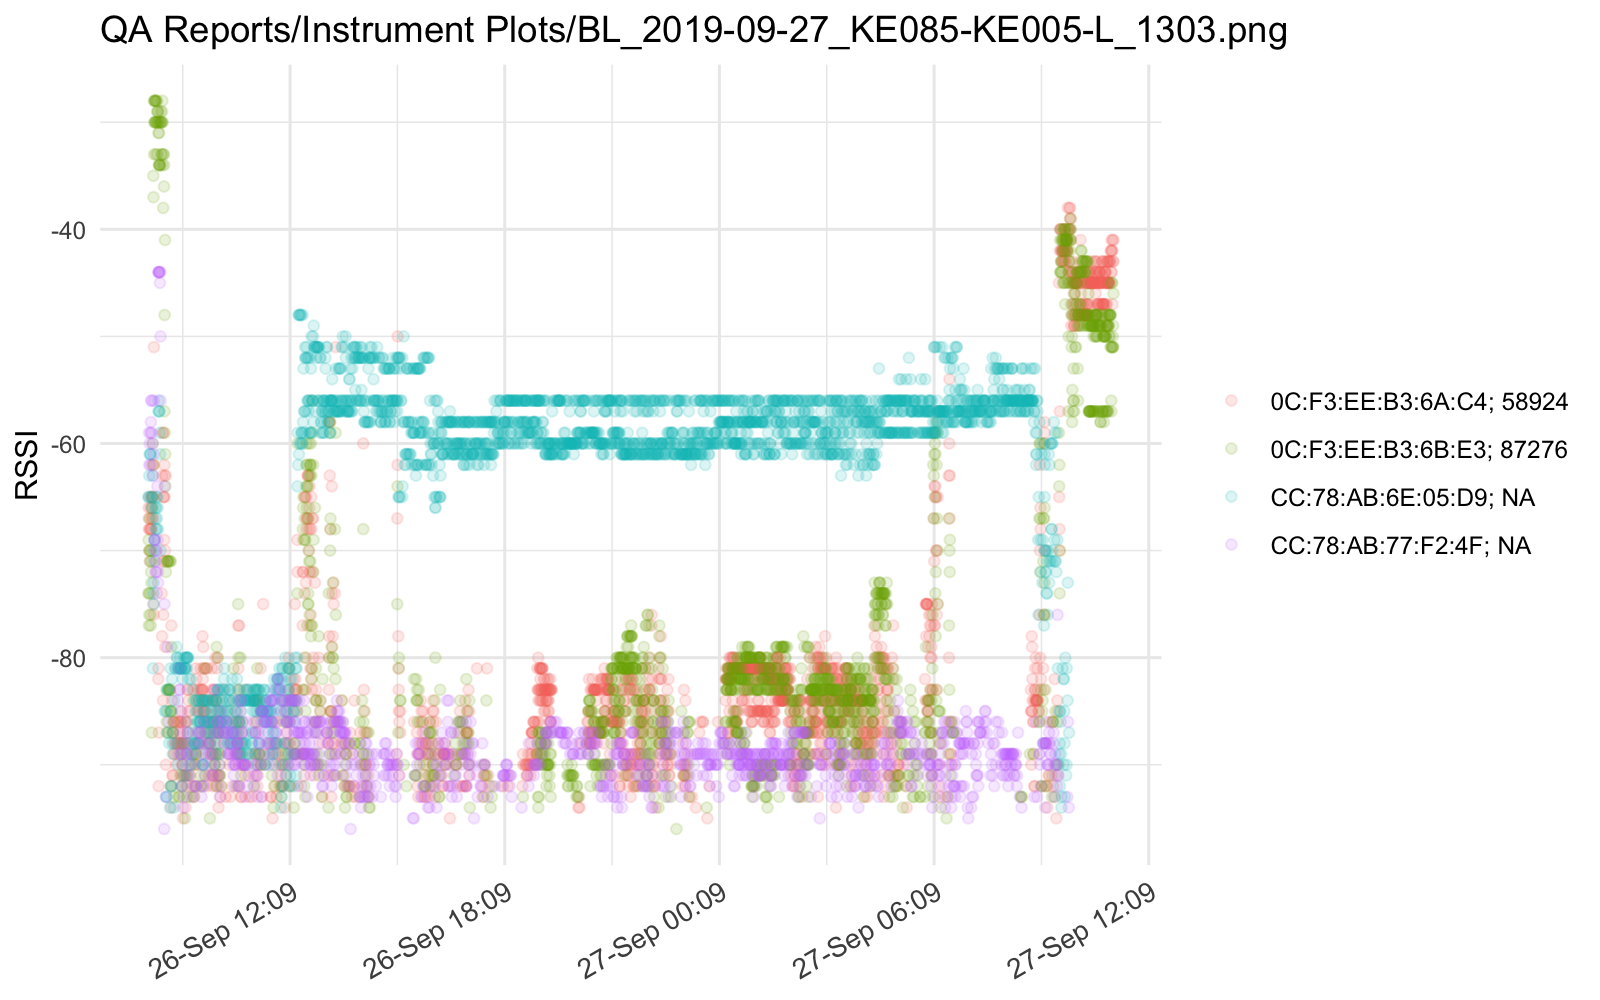 QA Reports/Instrument Plots/BL_2019-09-27_KE085-KE005-L_1303.png
-40
-60
-80
RSSI
26-Sep 12:09
26-Sep 18:09
27-Sep 00:09
27-Sep 06:09
27-Sep 12:09
0C:F3:EE:B3:6A:C4; 58924
0C:F3:EE:B3:6B:E3; 87276
CC:78:AB:6E:05:D9; NA
CC:78:AB:77:F2:4F; NA